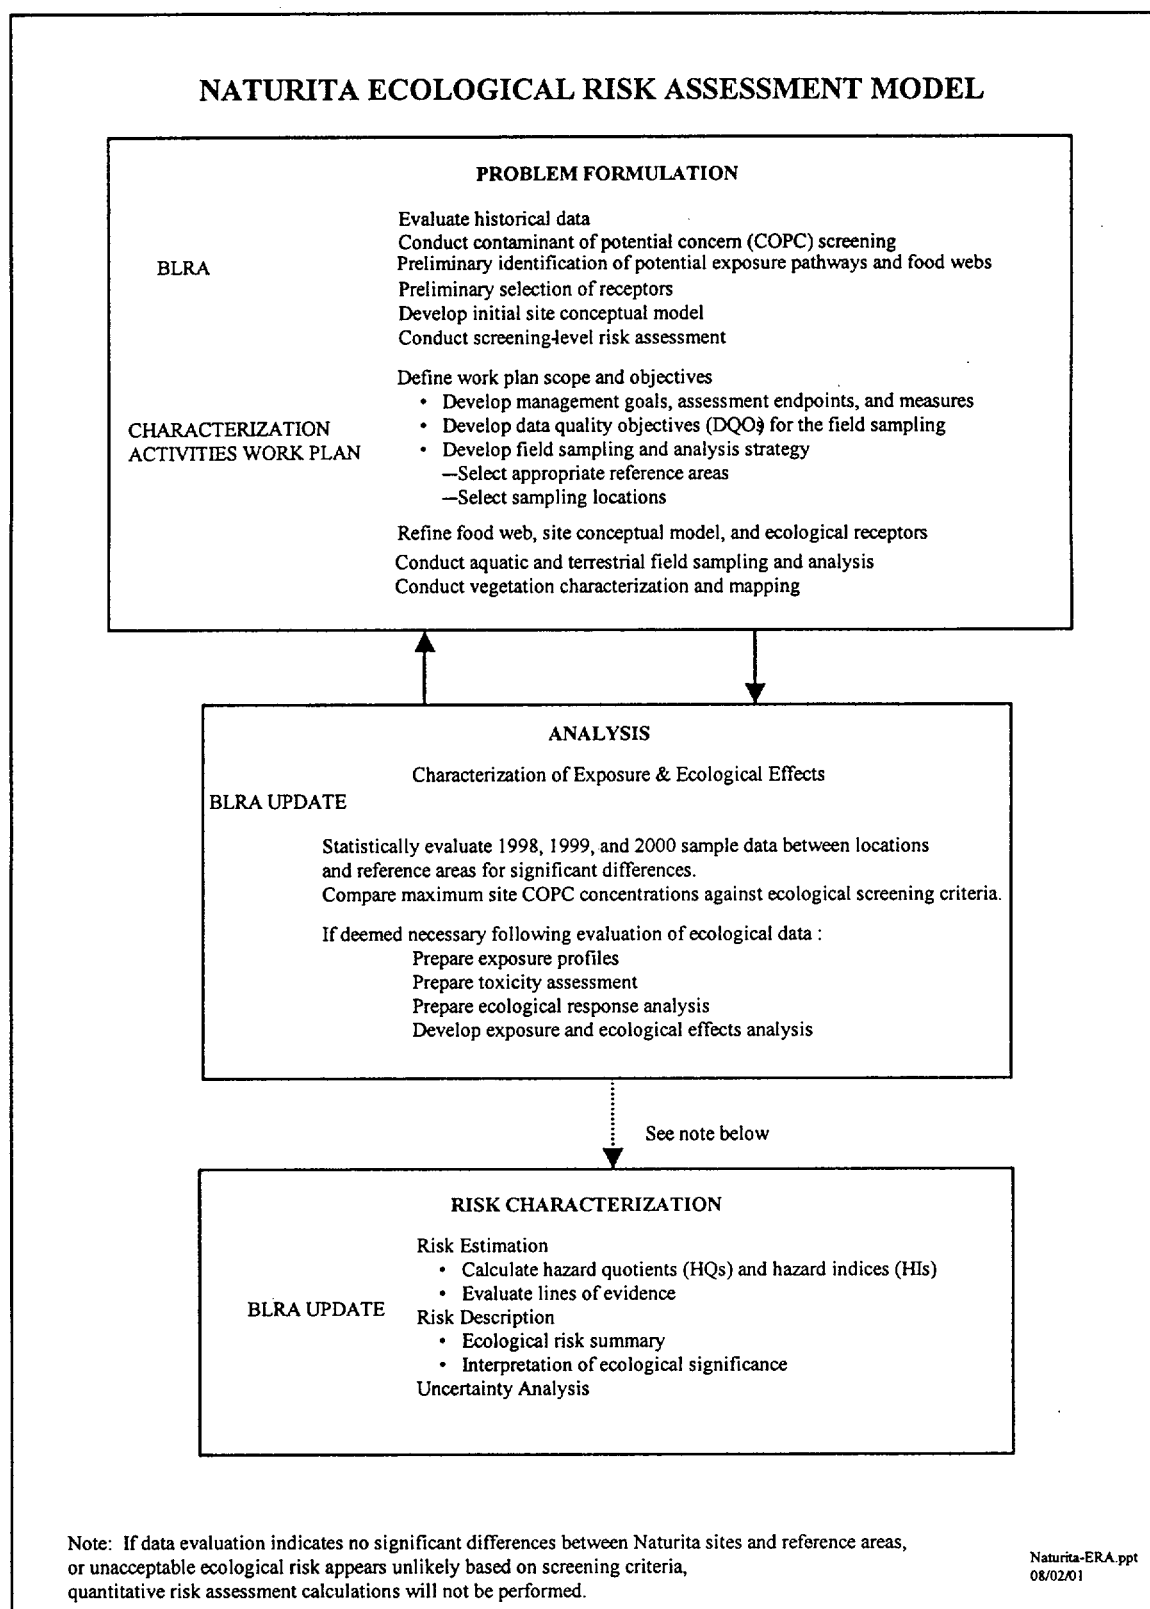 NATURITA ECOLOGICAL RISK ASSESSMENT MODEL
PROBLEM FORMULATION
BLRA
Evaluate historical data
Conduct contaminant of potential concern (COPC) screening
Preliminary identification of potential exposure pathways and food webs
Preliminary selection of receptors
Develop initial site conceptual model
Conduct screening-level risk assessment
CHARACTERIZATION
ACTIVITIES WORK PLAN
Define work plan scope and objectives
• Develop management goals, assessment endpoints, and measures
• Develop data quality objectives (DQOs) for the field sampling
• Develop field sampling and analysis strategy
—Select appropriate reference areas
—Select sampling locations
Refine food web, site conceptual model, and ecological receptors
Conduct aquatic and terrestrial field sampling and analysis
Conduct vegetation characterization and mapping
ANALYSIS
Characterization of Exposure & Ecological Effects
BLRA UPDATE
Statistically evaluate 1998, 1999, and 2000 sample data between locations
and reference areas for significant differences.
Compare maximum site COPC concentrations against ecological screening criteria.
If deemed necessary following evaluation of ecological data :
Prepare exposure profiles
Prepare toxicity assessment
Prepare ecological response analysis
Develop exposure and ecological effects analysis
See note below
RISK CHARACTERIZATION
BLRA UPDATE
Risk Estimation
• Calculate hazard quotients (HQs) and hazard indices (HIs)
• Evaluate lines of evidence
Risk Description
• Ecological risk summary
• Interpretation of ecological significance
Uncertainty Analysis
Note: If data evaluation indicates no significant differences between Naturita sites and reference areas,
or unacceptable ecological risk appears unlikely based on screening criteria,
quantitative risk assessment calculations will not be performed.
Naturita-ERA.ppt
08/02/01